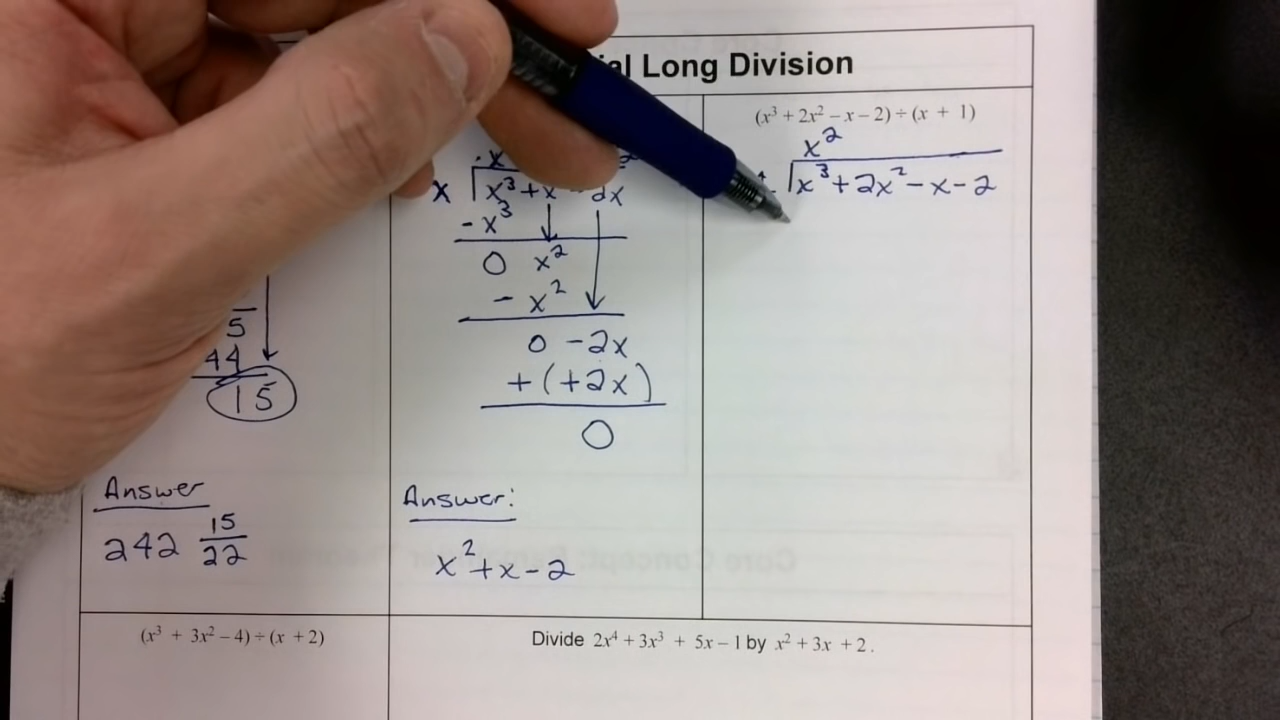 Long Division
5
44
15
Answer
242 15/22
x
x √x³ + x 2x
- x³
0 x²
- x²
0 - 2x
+ (+2x)
0
Answer:
x² + x - 2
(x³ + 2x² – x – 2) ÷ (x + 1)
x²
√x³ + 2x² - x - 2
(x³ + 3x² – 4) ÷ (x + 2)
Divide 2x⁴ + 3x³ + 5x – 1 by x² + 3x + 2.